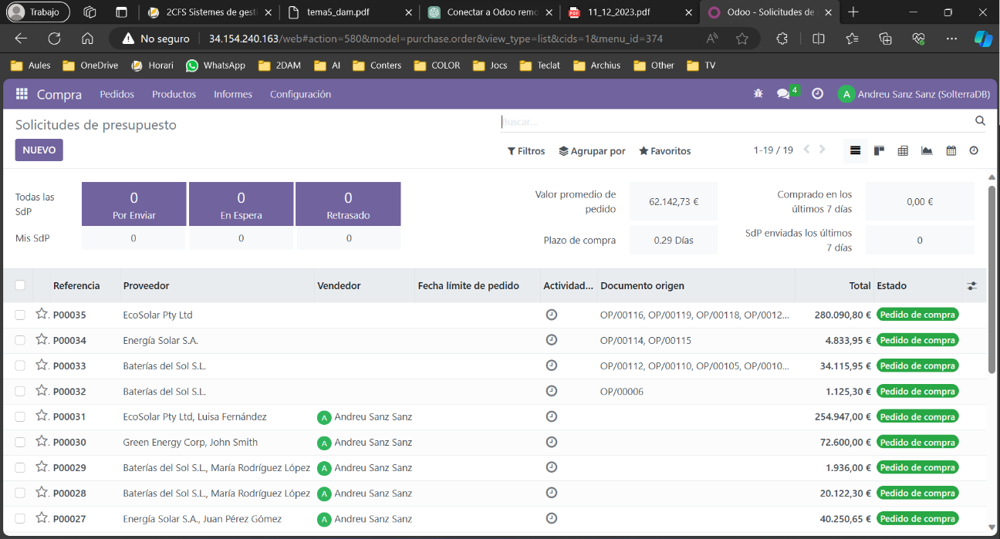 Trabajo
2CFS Sistemes de gesti
tema5_dam.pdf
Conectar a Odoo remo
11_12_2023.pdf
Odoo - Solicitudes de
No seguro
34.154.240.163/web#action=580&model=purchase.order&view_type=list&cids=1&menu_id=374
Aules OneDrive Horari WhatsApp 2DAM AI Conters COLOR Jocs Teclat Archius Other TV
Compra Pedidos Productos Informes Configuración 4 A Andreu Sanz Sanz (SolterraDB)
Solicitudes de presupuesto
Buscar...
NUEVO
Filtros Agrupar por Favoritos 1-19 / 19
Todas las
SdP
0
Por Enviar
0
En Espera
0
Retrasado
Mis SdP 0 0 0
Valor promedio de
pedido
62.142,73 €
Comprado en los
últimos 7 días
0,00 €
Plazo de compra 0.29 Días
SdP enviadas los últimos
7 días
0
Referencia Proveedor Vendedor Fecha límite de pedido Actividad... Documento origen Total Estado
P00035 EcoSolar Pty Ltd OP/00116, OP/00119, OP/00118, OP/0012... 280.090,80 € Pedido de compra
P00034 Energía Solar S.A. OP/00114, OP/00115 4.833,95 € Pedido de compra
P00033 Baterías del Sol S.L. OP/00112, OP/00110, OP/00105, OP/0010... 34.115,95 € Pedido de compra
P00032 Baterías del Sol S.L. OP/00006 1.125,30 € Pedido de compra
P00031 EcoSolar Pty Ltd, Luisa Fernández A Andreu Sanz Sanz 254.947,00 € Pedido de compra
P00030 Green Energy Corp, John Smith A Andreu Sanz Sanz 72.600,00 € Pedido de compra
P00029 Baterías del Sol S.L., María Rodríguez López A Andreu Sanz Sanz 1.936,00 € Pedido de compra
P00028 Baterías del Sol S.L., María Rodríguez López A Andreu Sanz Sanz 20.122,30 € Pedido de compra
P00027 Energía Solar S.A., Juan Pérez Gómez A Andreu Sanz Sanz 40.250,65 € Pedido de compra